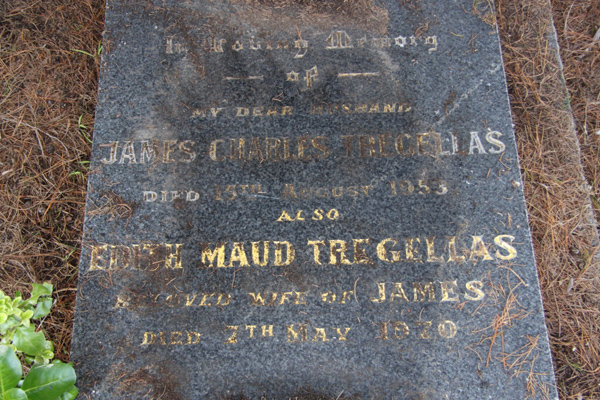 In Loving Memory
of
MY DEAR HUSBAND
JAMES CHARLES TREGELLAS
DIED 15TH AUGUST 1953
ALSO
EDITH MAUD TREGELLAS
BELOVED WIFE OF JAMES
DIED 7TH MAY 1970